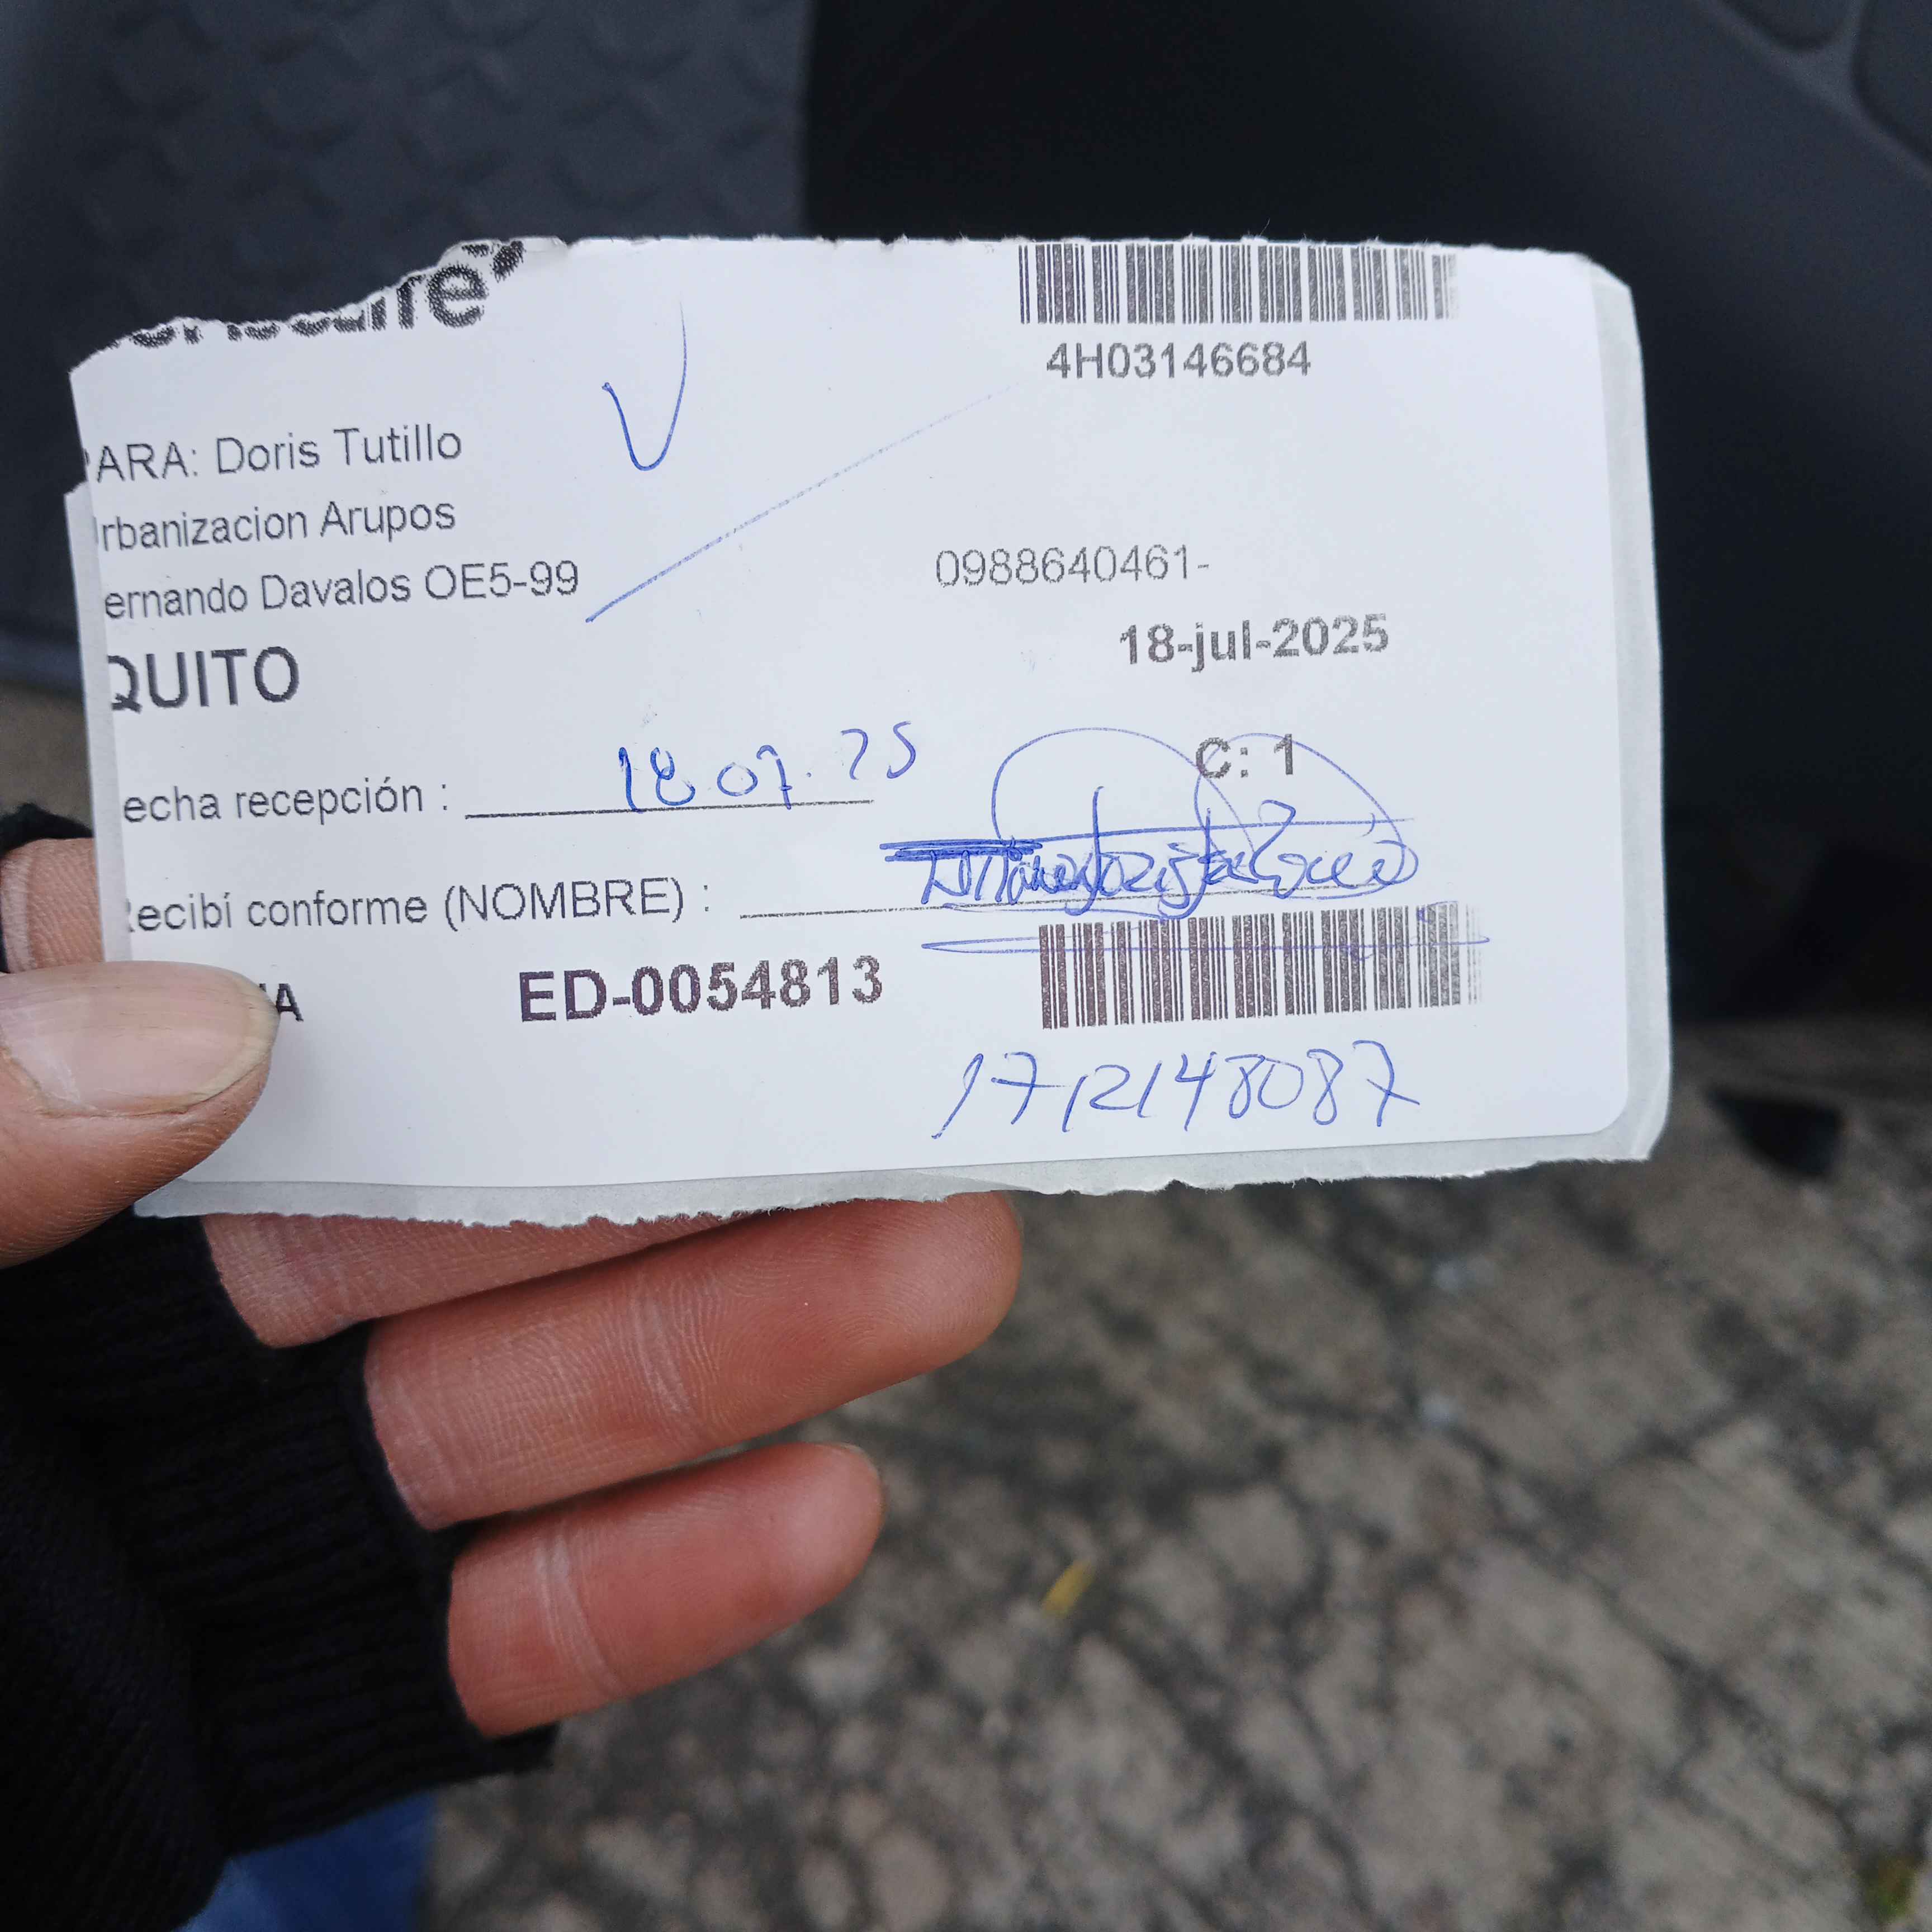 4H03146684
PARA: Doris Tutillo
rbanizacion Arupos
ernando Davalos OE5-99
0988640461-
QUITO
18-jul-2025
C: 1
echa recepción : 18.07.25
ecibí conforme (NOMBRE) :
ED-0054813
1712148087